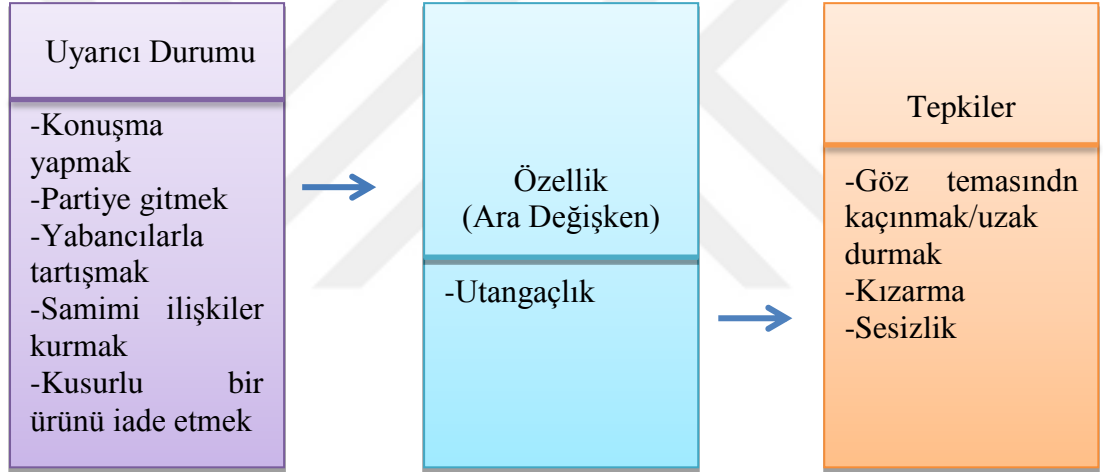 Uyarıcı Durumu
-Konuşma
yapmak
-Partiye gitmek
-Yabancılarla
tartışmak
-Samimi ilişkiler
kurmak
-Kusurlu bir
ürünü iade etmek
Özellik
(Ara Değişken)
-Utangaçlık
Tepkiler
-Göz temasındn
kaçınmak/uzak
durmak
-Kızarma
-Sesizlik